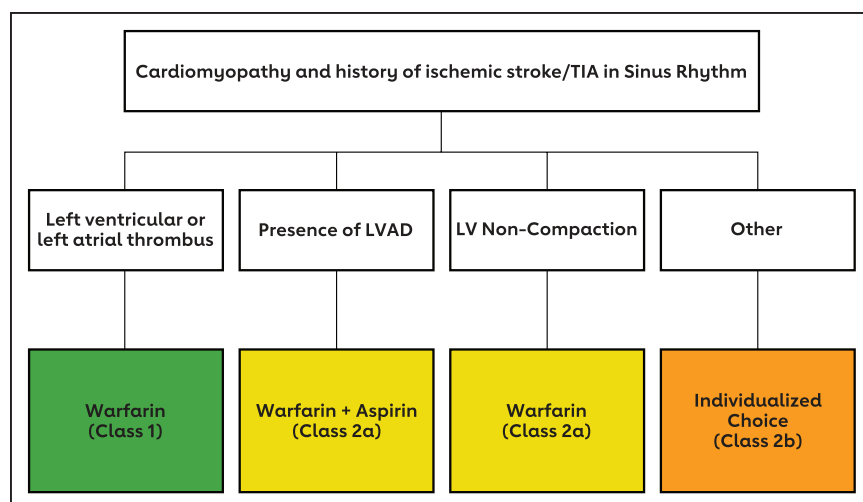 Cardiomyopathy and history of ischemic stroke/TIA in Sinus Rhythm
Left ventricular or
left atrial thrombus
Presence of LVAD
LV Non-Compaction
Other
Warfarin
(Class 1)
Warfarin + Aspirin
(Class 2a)
Warfarin
(Class 2a)
Individualized
Choice
(Class 2b)